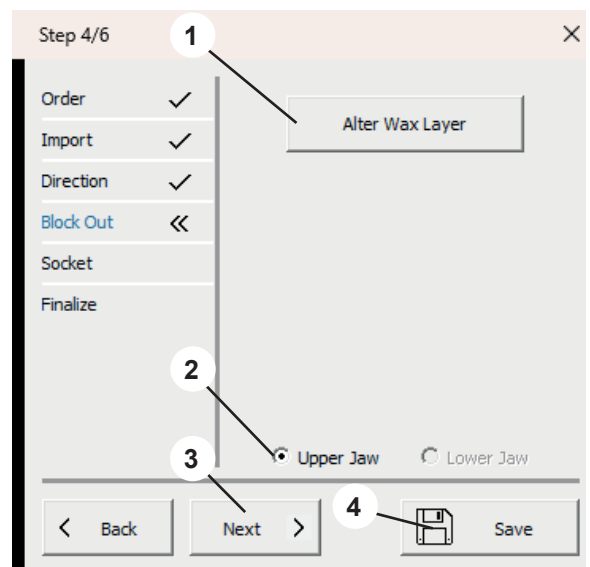 Step 4/6
1
Order
Alter Wax Layer
Import
Direction
Block Out
Socket
Finalize
2
3
Upper Jaw
Lower Jaw
4
Back
Next
Save